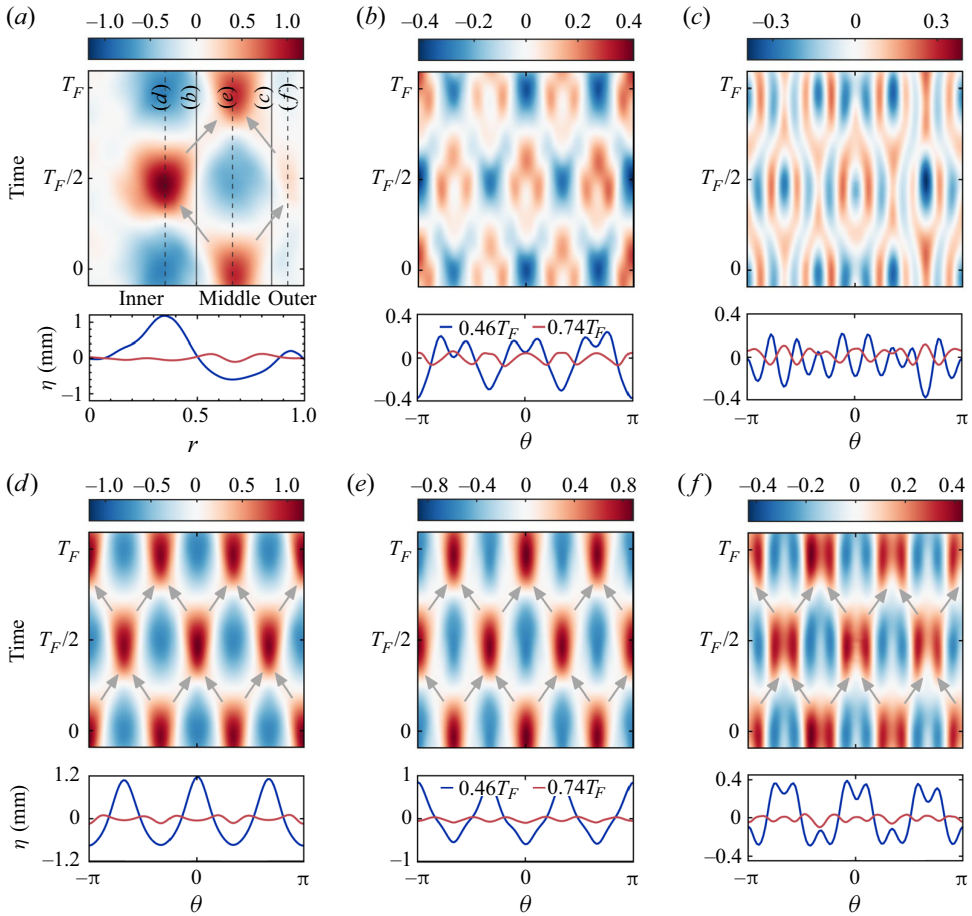 (a) (b) (c)
−1.0 −0.5 0 0.5 1.0 −0.4 −0.2 0 0.2 0.4 −0.3 0 0.3
T_F (d) (b) (e) (c) (f) T_F T_F
Time T_F/2 T_F/2 T_F/2
0 0 0
Inner Middle Outer
1 0.4 0.46T_F 0.74T_F 0.4
η (mm) 0 0 0
−1 −0.4 −0.4
0 0.5 1.0 −π 0 π −π 0 π
r θ θ
(d) (e) (f)
−1.0 −0.5 0 0.5 1.0 −0.8 −0.4 0 0.4 0.8 −0.4 −0.2 0 0.2 0.4
T_F T_F T_F
Time T_F/2 T_F/2 T_F/2
0 0 0
1.2 1 0.46T_F 0.74T_F 0.4
η (mm) 0 0 0
−1.2 −1 −0.4
−π 0 π −π 0 π −π 0 π
θ θ θ